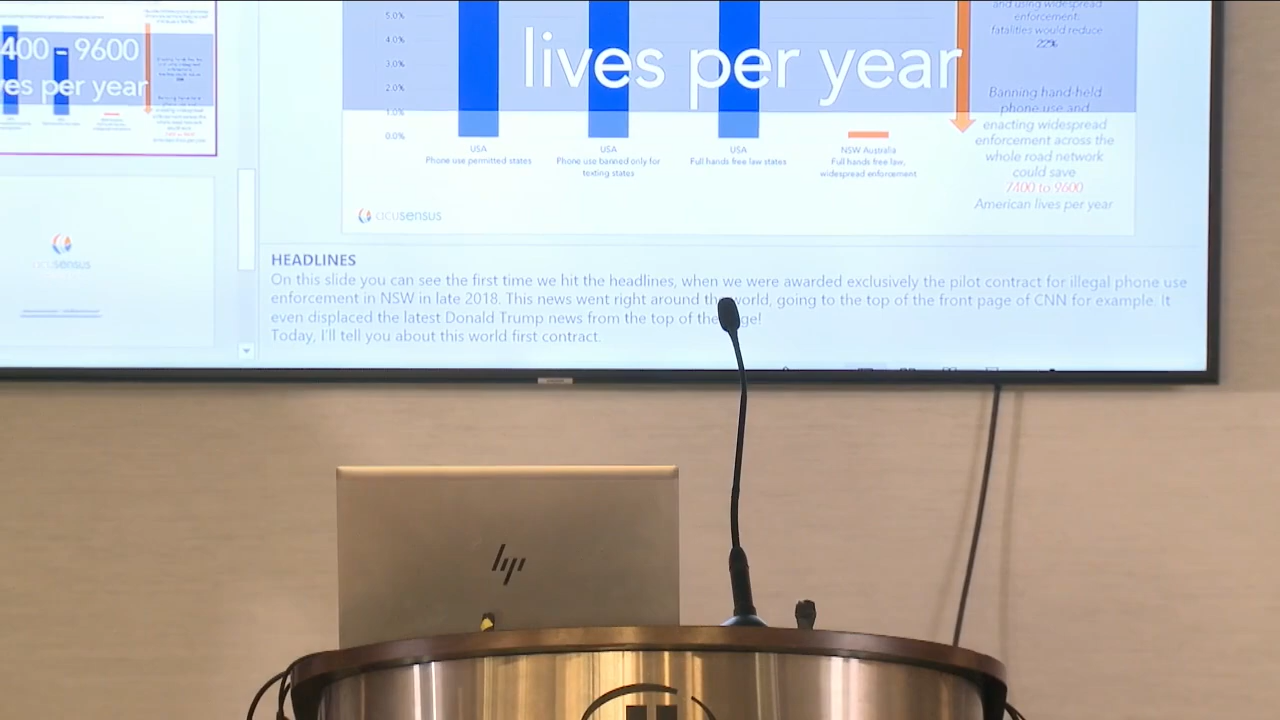 400 - 9600
es per year
acusensus
5.0%
4.0%
3.0%
2.0%
1.0%
0.0%
lives per year
USA
Phone use permitted states
USA
Phone use banned only for
texting states
USA
Full hands free law states
NSW Australia
Full hands free law,
widespread enforcement
and using widespread
enforcement:
fatalities would reduce
22%
Banning hand-held
phone use and
enacting widespread
enforcement across the
whole road network
could save
7400 to 9600
American lives per year
acusensus
HEADLINES
On this slide you can see the first time we hit the headlines, when we were awarded exclusively the pilot contract for illegal phone use
enforcement in NSW in late 2018. This news went right around the world, going to the top of the front page of CNN for example. It
even displaced the latest Donald Trump news from the top of the ge!
Today, I'll tell you about this world first contract.
hp